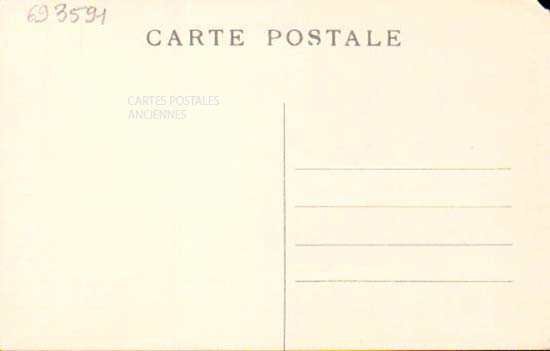 693591
CARTE POSTALE
CARTES POSTALES
ANCIENNES